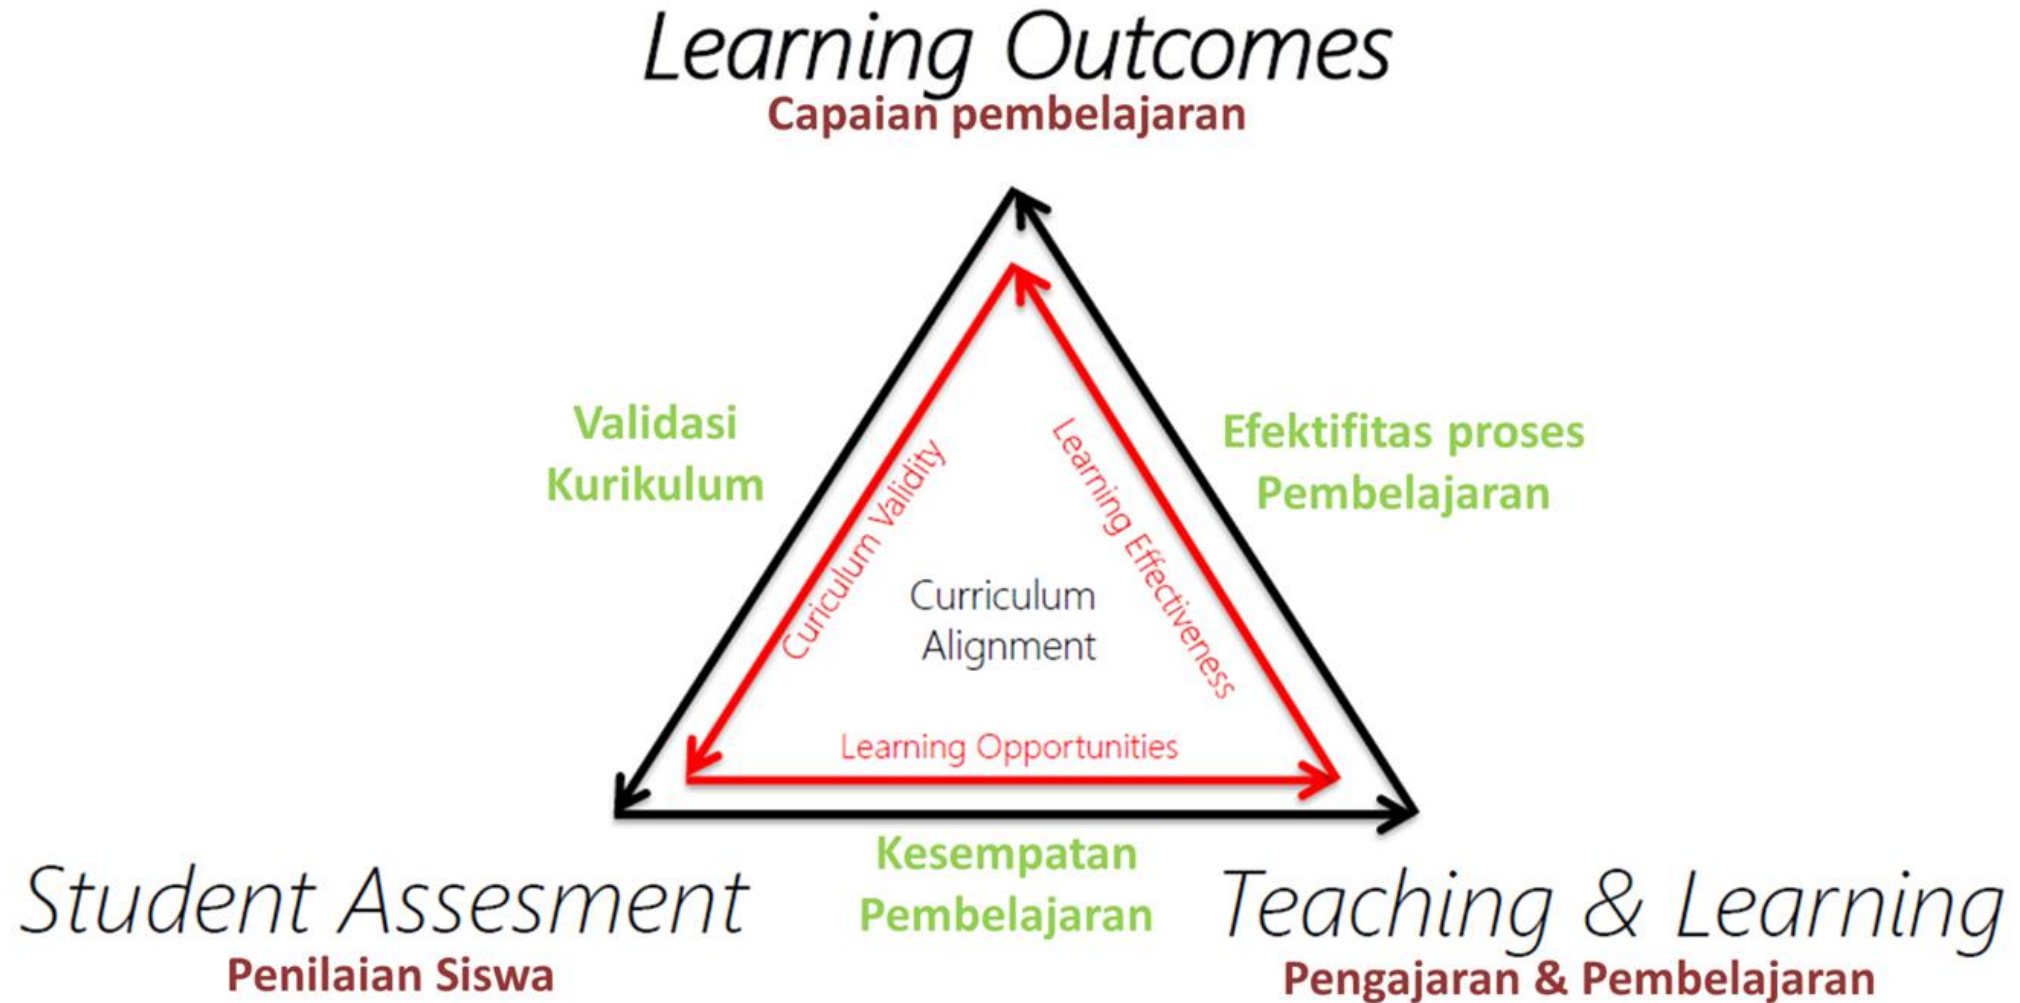 Learning Outcomes
Capaian pembelajaran
Validasi
Kurikulum
Efektifitas proses
Pembelajaran
Curiculum Validity
Learning Effectiveness
Curriculum
Alignment
Learning Opportunities
Kesempatan
Pembelajaran
Student Assesment
Penilaian Siswa
Teaching & Learning
Pengajaran & Pembelajaran